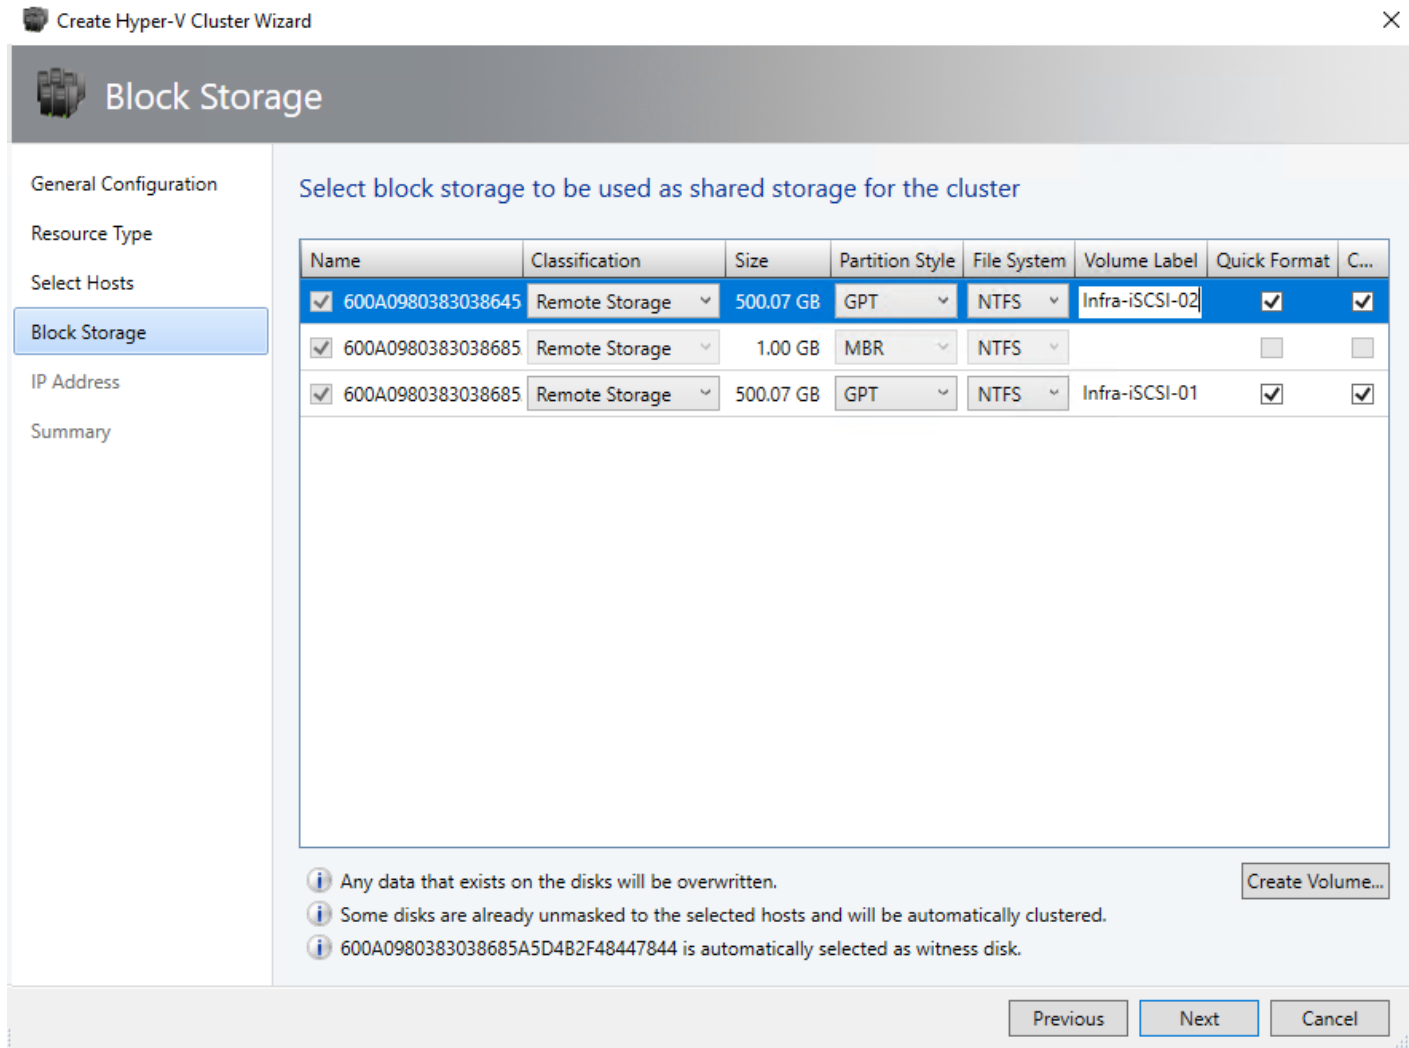 Create Hyper-V Cluster Wizard
Block Storage
General Configuration
Resource Type
Select Hosts
Block Storage
IP Address
Summary
Select block storage to be used as shared storage for the cluster
Name Classification Size Partition Style File System Volume Label Quick Format C...
600A0980383038645 Remote Storage 500.07 GB GPT NTFS Infra-iSCSI-02
600A0980383038685 Remote Storage 1.00 GB MBR NTFS
600A0980383038685 Remote Storage 500.07 GB GPT NTFS Infra-iSCSI-01
Any data that exists on the disks will be overwritten.
Create Volume...
Some disks are already unmasked to the selected hosts and will be automatically clustered.
600A0980383038685A5D4B2F48447844 is automatically selected as witness disk.
Previous Next Cancel